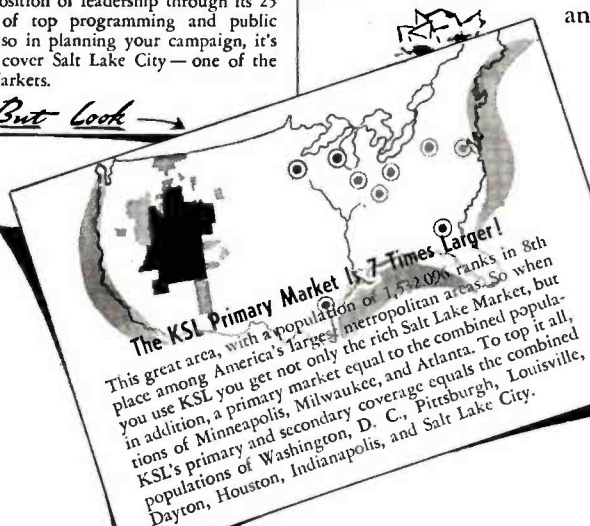 osition of leadership through its 25
of top programming and public
so in planning your campaign, it's
cover Salt Lake City — one of the
arkets.
an
But Look
The KSL Primary Market Is 7 Times Larger!
This great area, with a population of 1,532,096 ranks in 8th
place among America's largest metropolitan areas. So when
you use KSL you get not only the rich Salt Lake Market, but
in addition, a primary market equal to the combined popula-
tions of Minneapolis, Milwaukee, and Atlanta. To top it all,
KSL's primary and secondary coverage equals the combined
populations of Washington, D. C., Pittsburgh, Louisville,
Dayton, Houston, Indianapolis, and Salt Lake City.